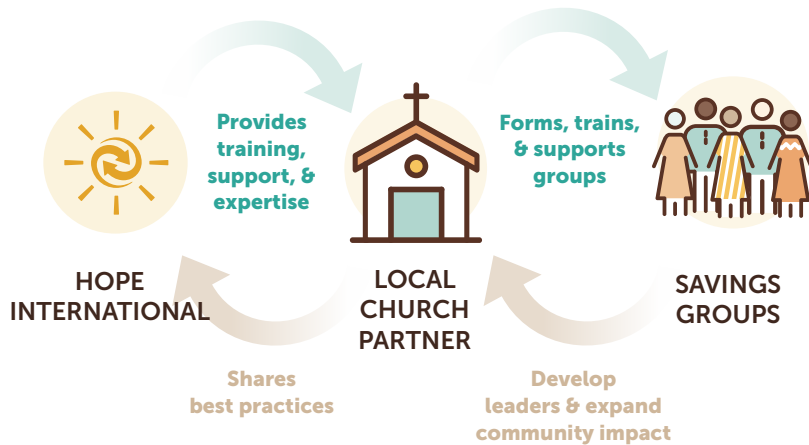 Provides
training,
support, &
expertise
Forms, trains,
& supports
groups
HOPE
INTERNATIONAL
LOCAL
CHURCH
PARTNER
SAVINGS
GROUPS
Shares
best practices
Develop
leaders & expand
community impact